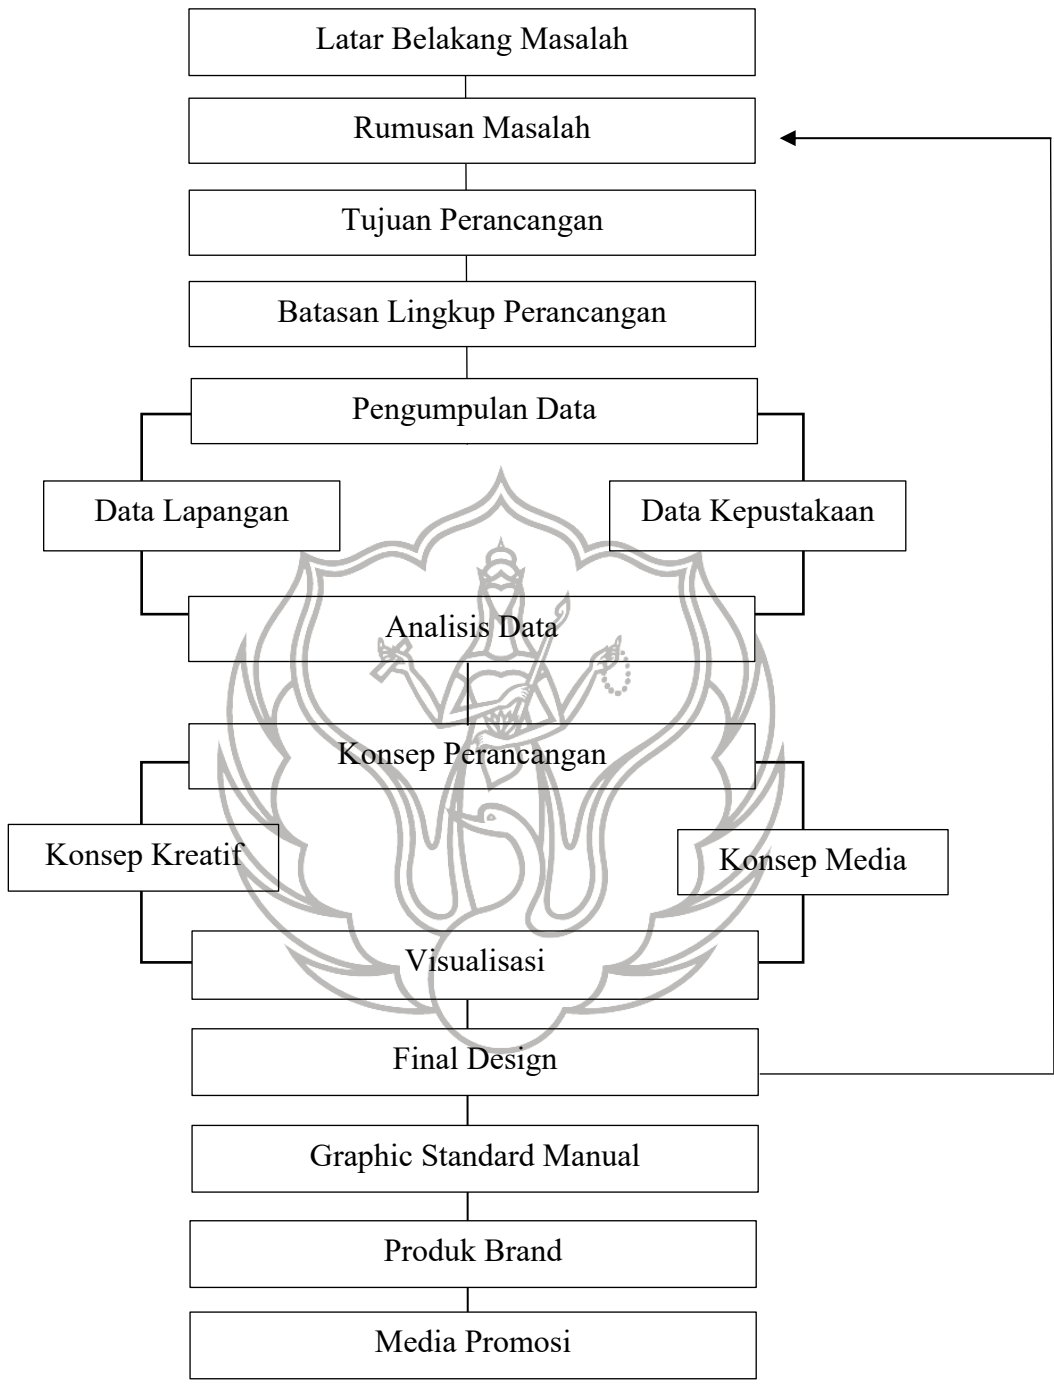 Latar Belakang Masalah
Rumusan Masalah
Tujuan Perancangan
Batasan Lingkup Perancangan
Pengumpulan Data
Data Lapangan
Data Kepustakaan
Analisis Data
Konsep Perancangan
Konsep Kreatif
Konsep Media
Visualisasi
Final Design
Graphic Standard Manual
Produk Brand
Media Promosi